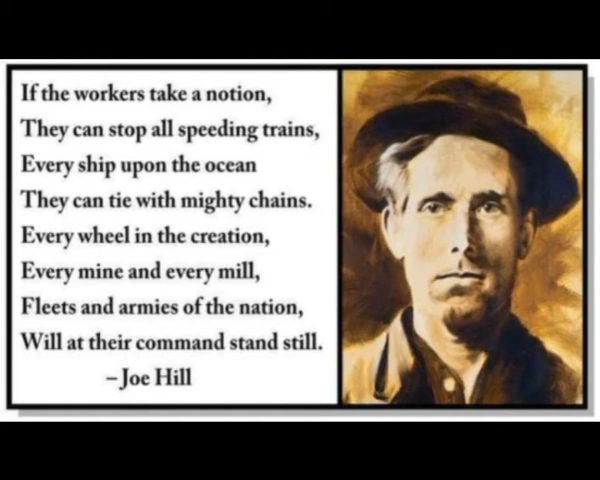 If the workers take a notion,
They can stop all speeding trains,
Every ship upon the ocean
They can tie with mighty chains.
Every wheel in the creation,
Every mine and every mill,
Fleets and armies of the nation,
Will at their command stand still.
–Joe Hill